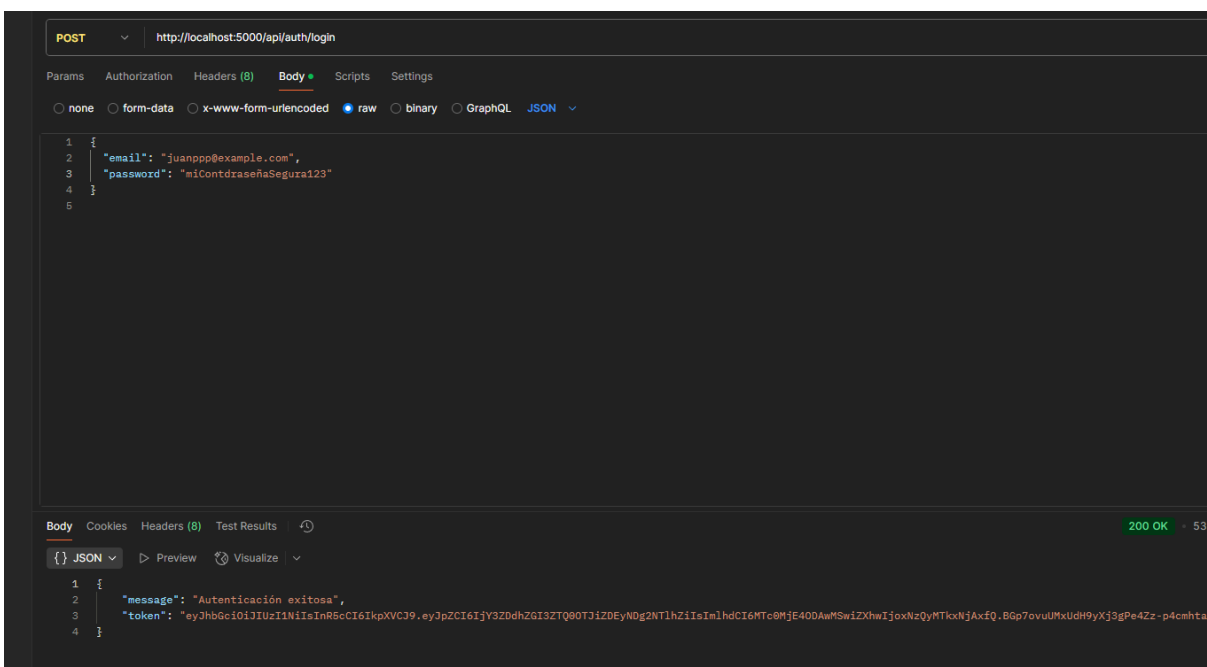 POST http://localhost:5000/api/auth/login
Params Authorization Headers (8) Body Scripts Settings
none form-data x-www-form-urlencoded raw binary GraphQL JSON
1 {
2 "email": "juanppp@example.com",
3 "password": "miContdraseñaSegura123"
4 }
5
Body Cookies Headers (8) Test Results 200 OK 53
{} JSON Preview Visualize
1 {
2 "message": "Autenticación exitosa",
3 "token": "eyJhbGciOiJIUzI1NiIsInR5cCI6IkpXVCJ9.eyJpZCI6IjY3ZDdhZGI3ZTQ0OTJiZDEyNDg2NTlhZiIsImlhdCI6MTc0MjE4ODAwMSwiZXhwIjoxNzQyMTkxNjAxfQ.BGp7ovuUMxUdH9yXj3gPe4Zz-p4cmhta
4 }